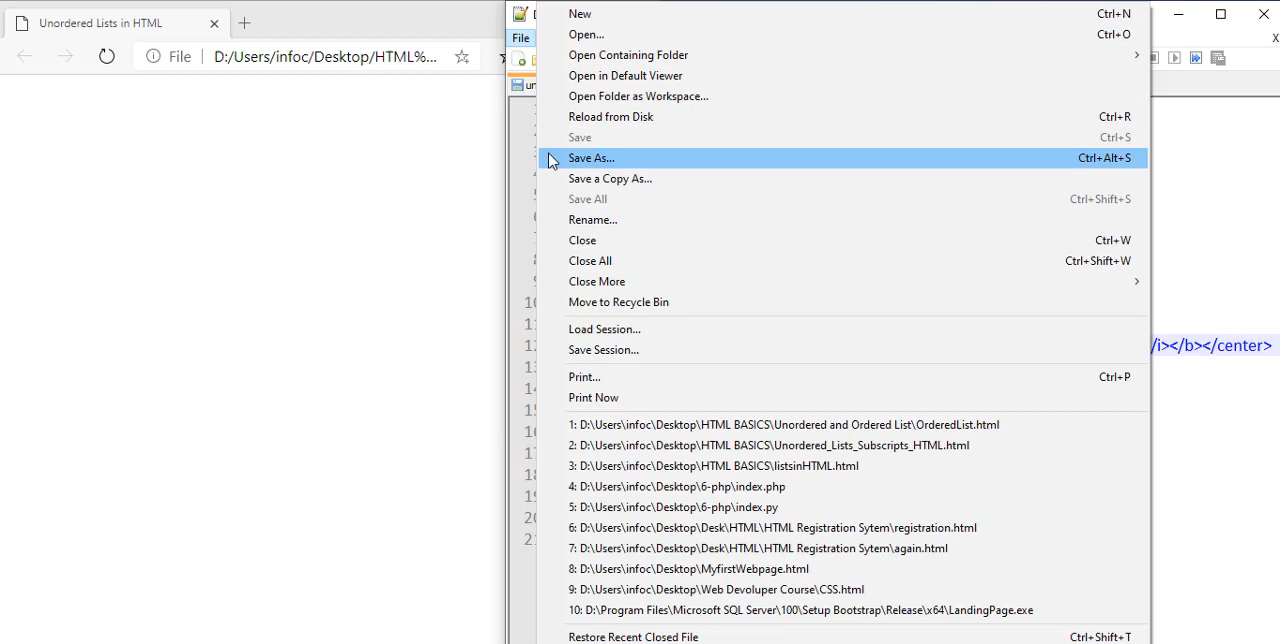 Unordered Lists in HTML
File D:/Users/infoc/Desktop/HTML%...
File
New Ctrl+N
Open... Ctrl+O
Open Containing Folder
Open in Default Viewer
Open Folder as Workspace...
Reload from Disk Ctrl+R
Save Ctrl+S
Save As... Ctrl+Alt+S
Save a Copy As...
Save All Ctrl+Shift+S
Rename...
Close Ctrl+W
Close All Ctrl+Shift+W
Close More
Move to Recycle Bin
Load Session...
Save Session...
/i></b></center>
Print... Ctrl+P
Print Now
1: D:\Users\infoc\Desktop\HTML BASICS\Unordered and Ordered List\OrderedList.html
2: D:\Users\infoc\Desktop\HTML BASICS\Unordered_Lists_Subscripts_HTML.html
3: D:\Users\infoc\Desktop\HTML BASICS\listsinHTML.html
4: D:\Users\infoc\Desktop\6-php\index.php
5: D:\Users\infoc\Desktop\6-php\index.py
6: D:\Users\infoc\Desktop\Desk\HTML\HTML Registration Sytem\registration.html
7: D:\Users\infoc\Desktop\Desk\HTML\HTML Registration Sytem\again.html
8: D:\Users\infoc\Desktop\MyfirstWebpage.html
9: D:\Users\infoc\Desktop\Web Devoluper Course\CSS.html
10: D:\Program Files\Microsoft SQL Server\100\Setup Bootstrap\Release\x64\LandingPage.exe
Restore Recent Closed File Ctrl+Shift+T